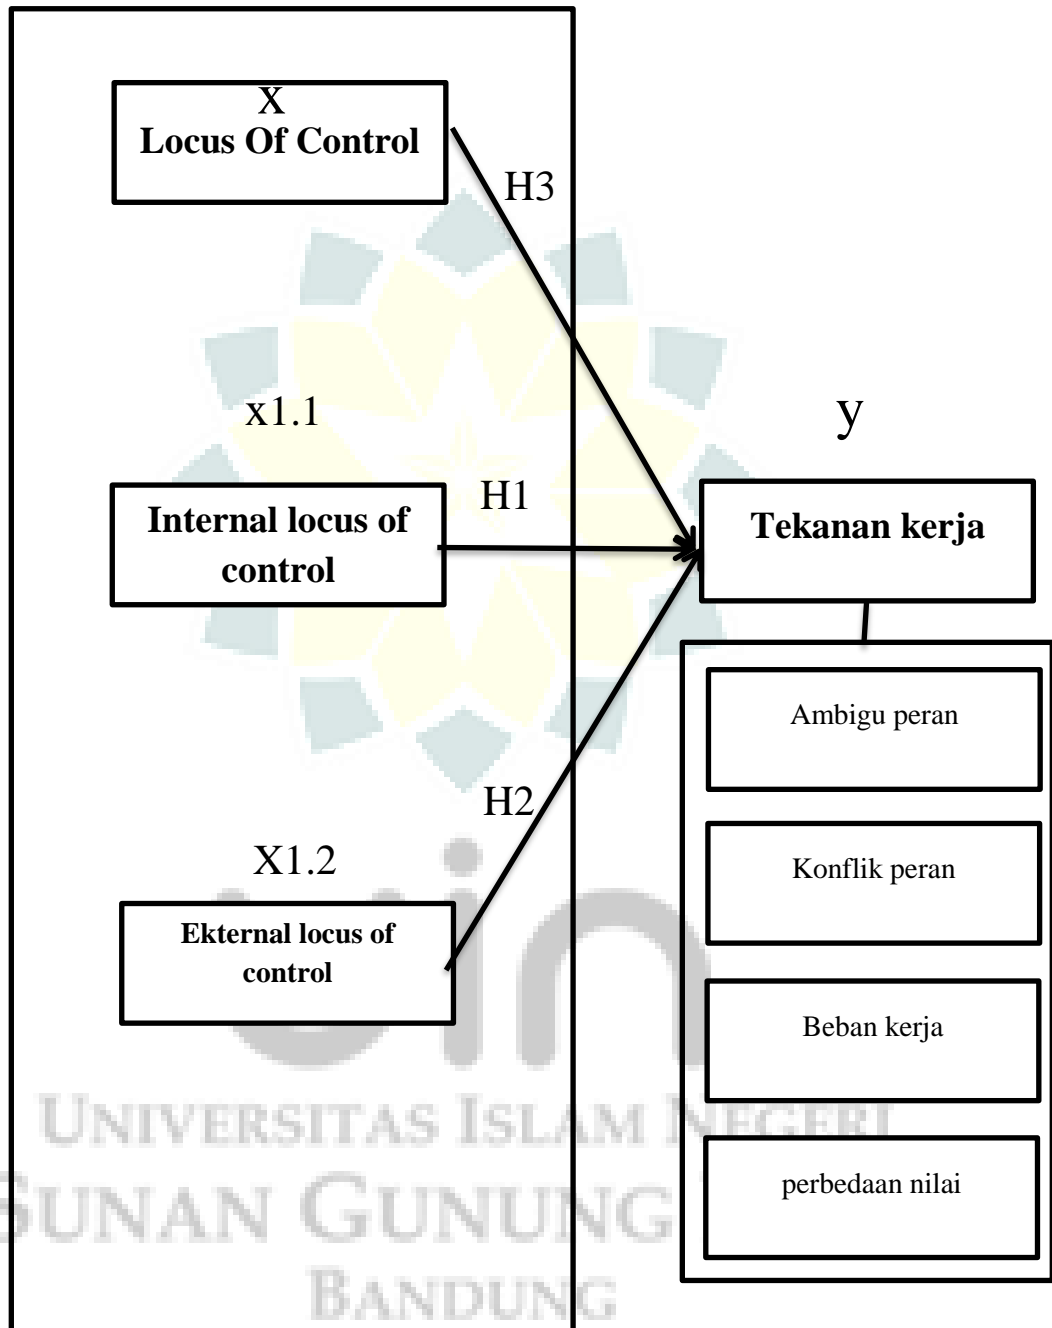 X
Locus Of Control
H3
x1.1
y
Internal locus of
control
H1
Tekanan kerja
Ambigu peran
H2
X1.2
Konflik peran
Ekternal locus of
control
Beban kerja
perbedaan nilai
uin
UNIVERSITAS ISLAM NEGERI
SUNAN GUNUNG
BANDUNG